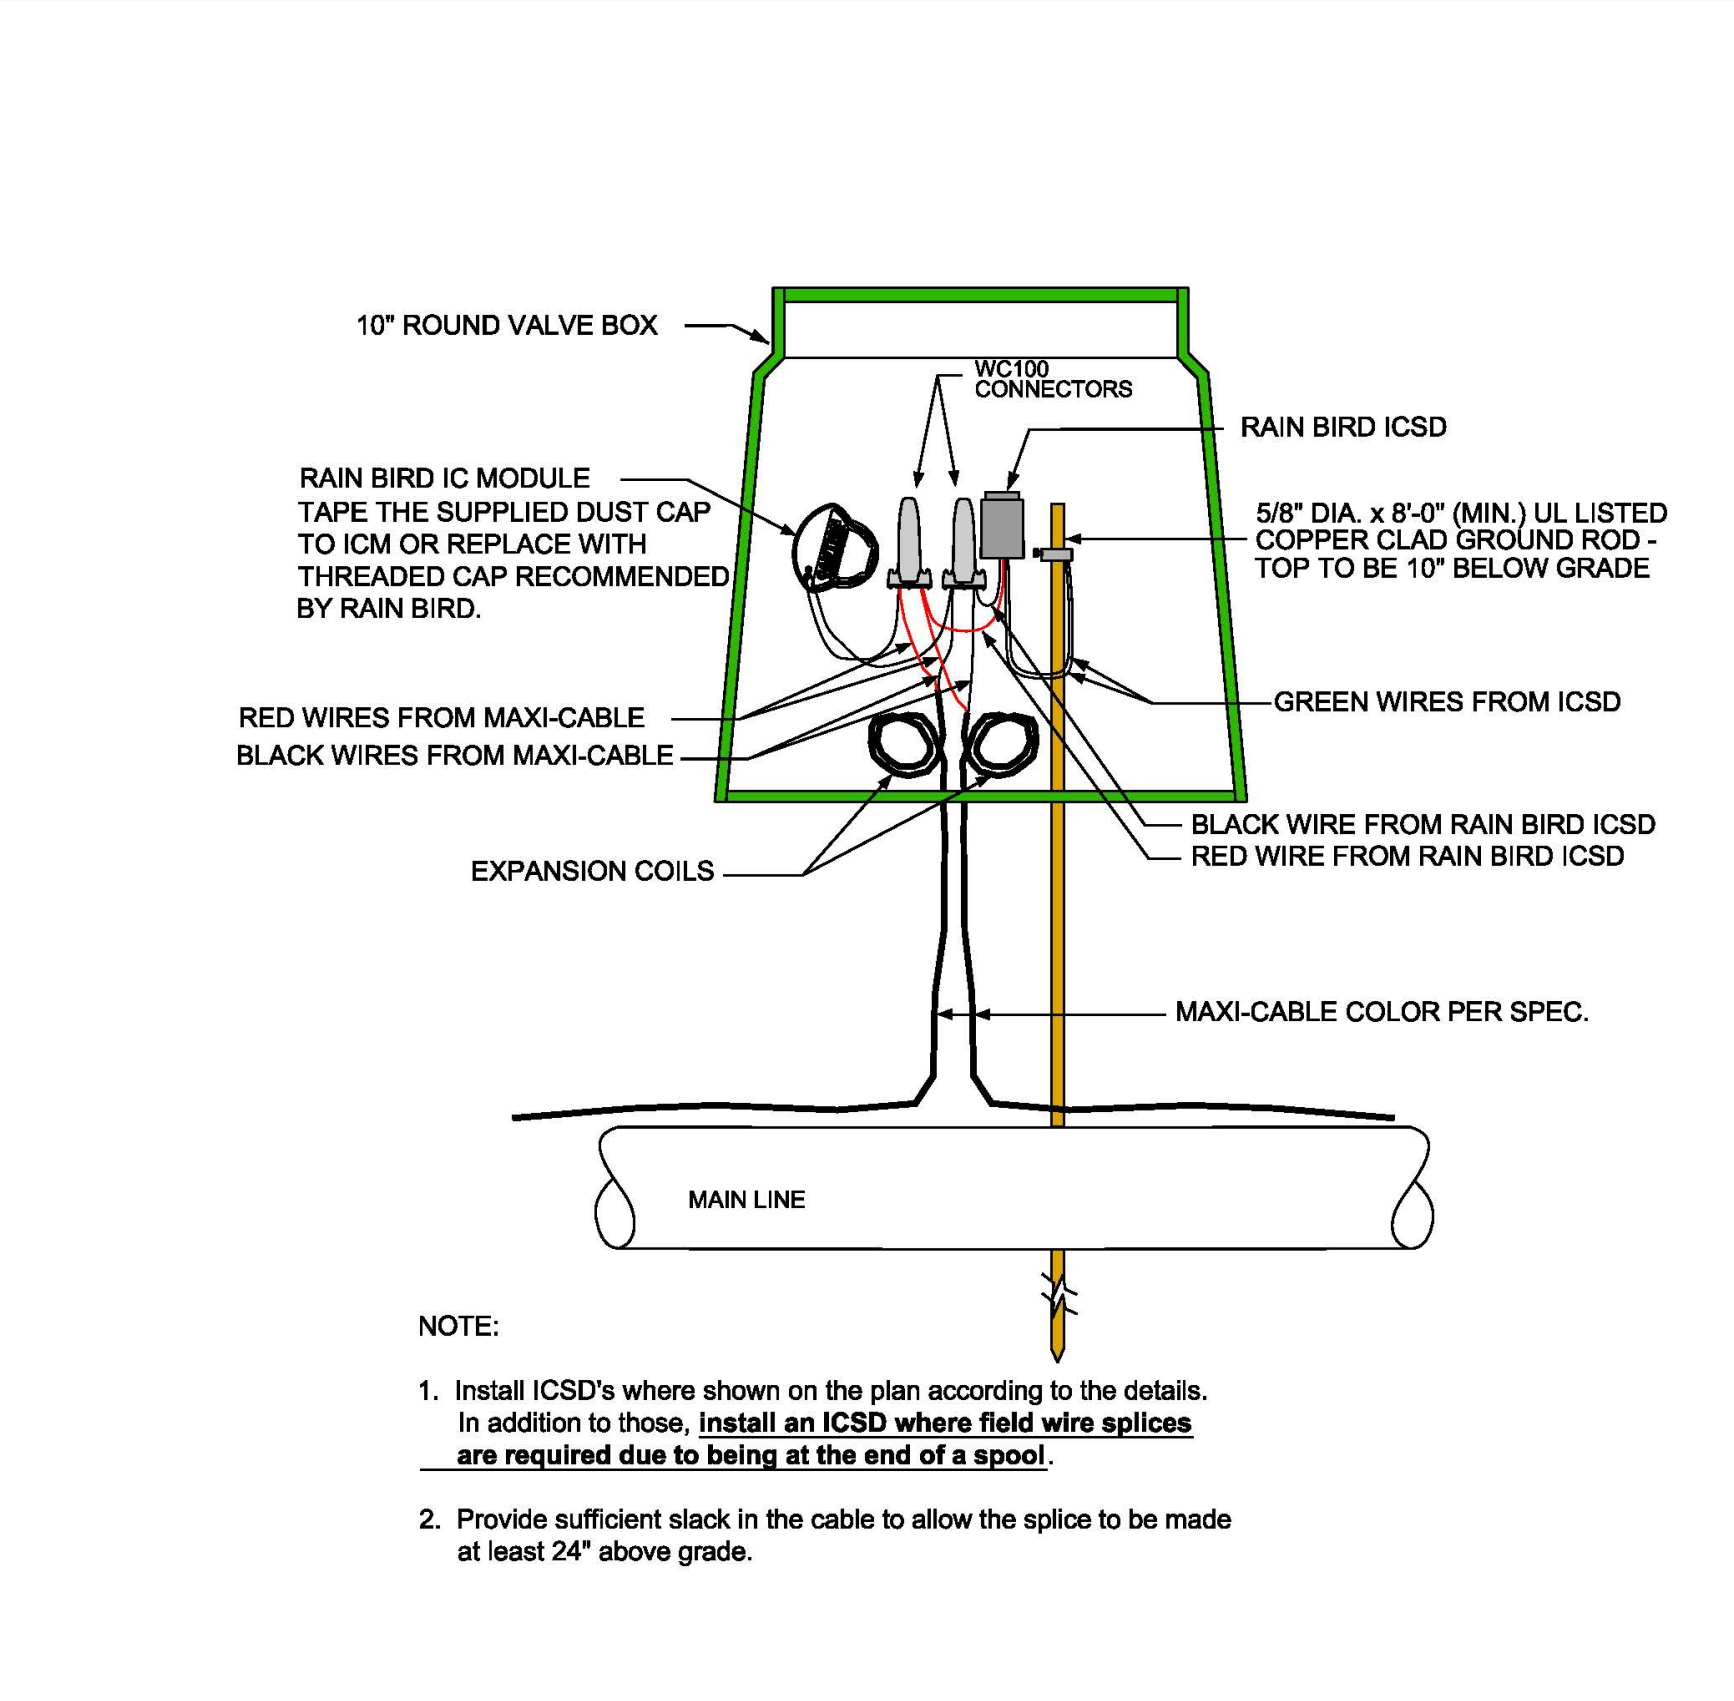 10" ROUND VALVE BOX
WC100
CONNECTORS
RAIN BIRD ICSD
RAIN BIRD IC MODULE
TAPE THE SUPPLIED DUST CAP
TO ICM OR REPLACE WITH
THREADED CAP RECOMMENDED
BY RAIN BIRD.
5/8" DIA. x 8'-0" (MIN.) UL LISTED
COPPER CLAD GROUND ROD -
TOP TO BE 10" BELOW GRADE
RED WIRES FROM MAXI-CABLE
BLACK WIRES FROM MAXI-CABLE
GREEN WIRES FROM ICSD
BLACK WIRE FROM RAIN BIRD ICSD
RED WIRE FROM RAIN BIRD ICSD
EXPANSION COILS
MAXI-CABLE COLOR PER SPEC.
MAIN LINE
NOTE:
1. Install ICSD's where shown on the plan according to the details.
In addition to those, install an ICSD where field wire splices
are required due to being at the end of a spool.
2. Provide sufficient slack in the cable to allow the splice to be made
at least 24" above grade.